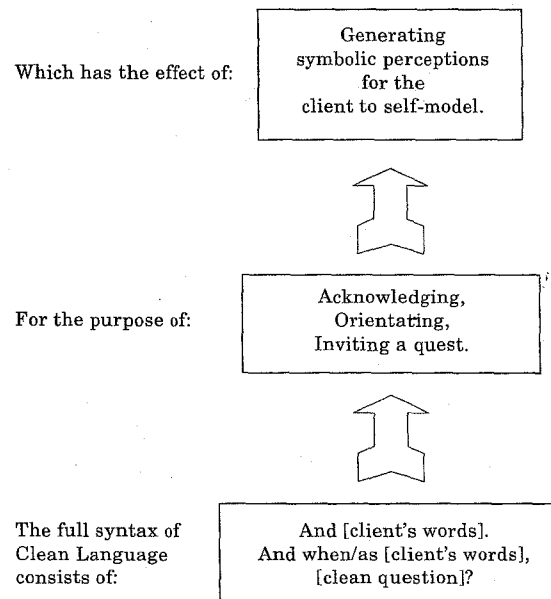 Which has the effect of:
Generating
symbolic perceptions
for the
client to self-model.
For the purpose of:
Acknowledging,
Orientating,
Inviting a quest.
The full syntax of
Clean Language
consists of:
And [client's words].
And when/as [client's words],
[clean question]?